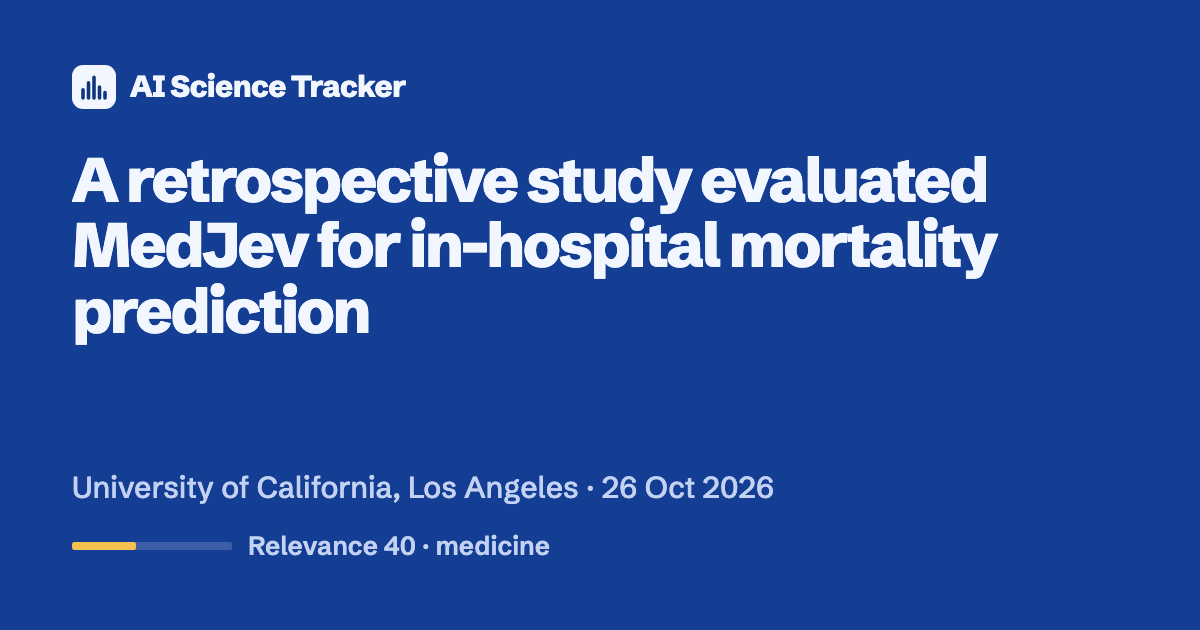 AI Science Tracker
A retrospective study evaluated
MedJev for in-hospital mortality
prediction
University of California, Los Angeles · 26 Oct 2026
Relevance 40 · medicine